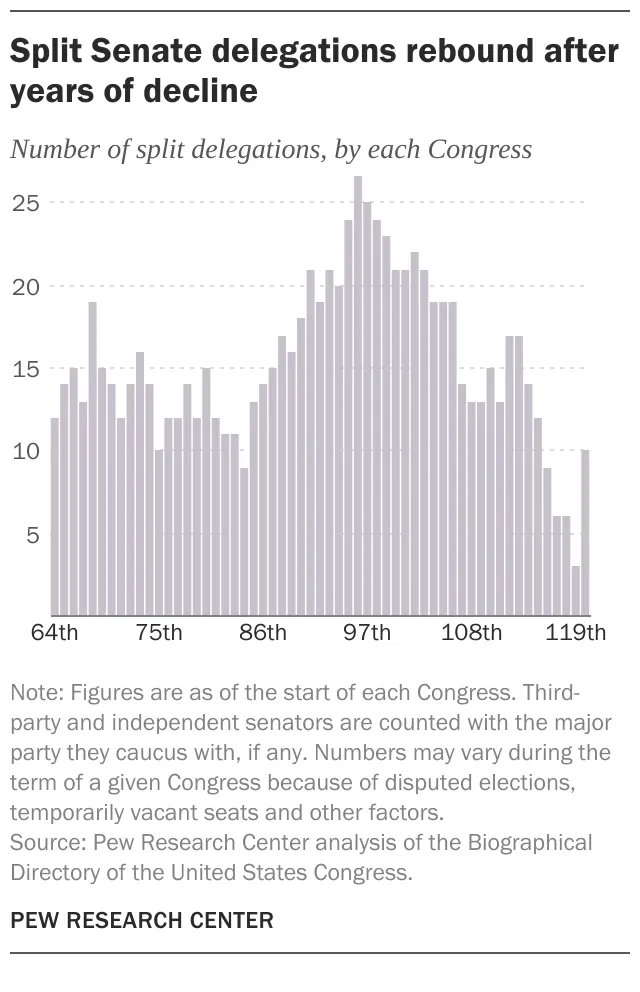 Split Senate delegations rebound after
years of decline
Number of split delegations, by each Congress
25
20
15
10
5
64th 75th 86th 97th 108th 119th
Note: Figures are as of the start of each Congress. Third-
party and independent senators are counted with the major
party they caucus with, if any. Numbers may vary during the
term of a given Congress because of disputed elections,
temporarily vacant seats and other factors.
Source: Pew Research Center analysis of the Biographical
Directory of the United States Congress.
PEW RESEARCH CENTER